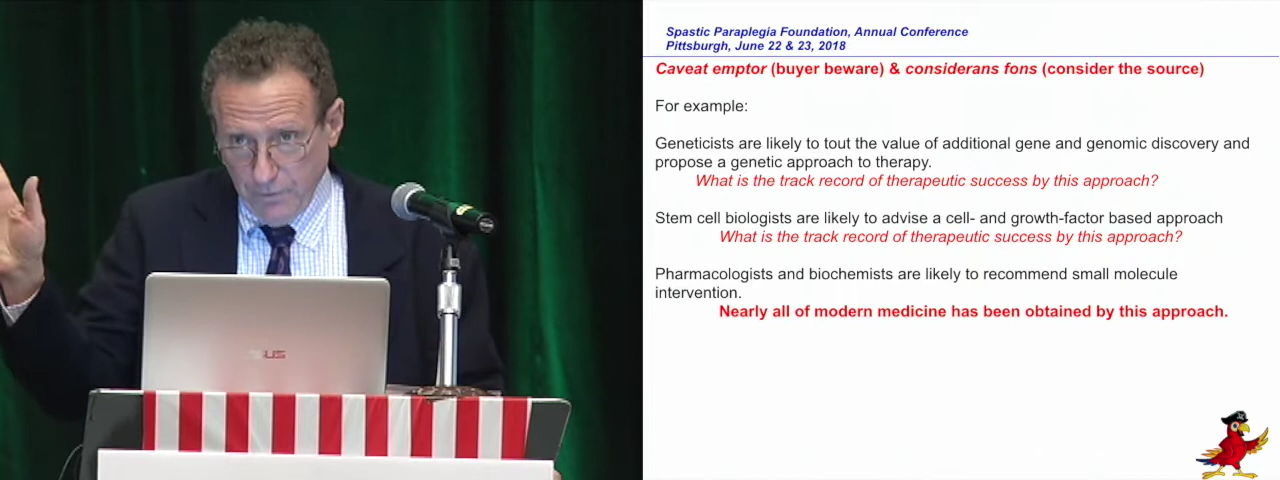 Spastic Paraplegia Foundation, Annual Conference
Pittsburgh, June 22 & 23, 2018
Caveat emptor (buyer beware) & considerans fons (consider the source)
For example:
Geneticists are likely to tout the value of additional gene and genomic discovery and
propose a genetic approach to therapy.
What is the track record of therapeutic success by this approach?
Stem cell biologists are likely to advise a cell- and growth-factor based approach
What is the track record of therapeutic success by this approach?
Pharmacologists and biochemists are likely to recommend small molecule
intervention.
Nearly all of modern medicine has been obtained by this approach.
ASUS